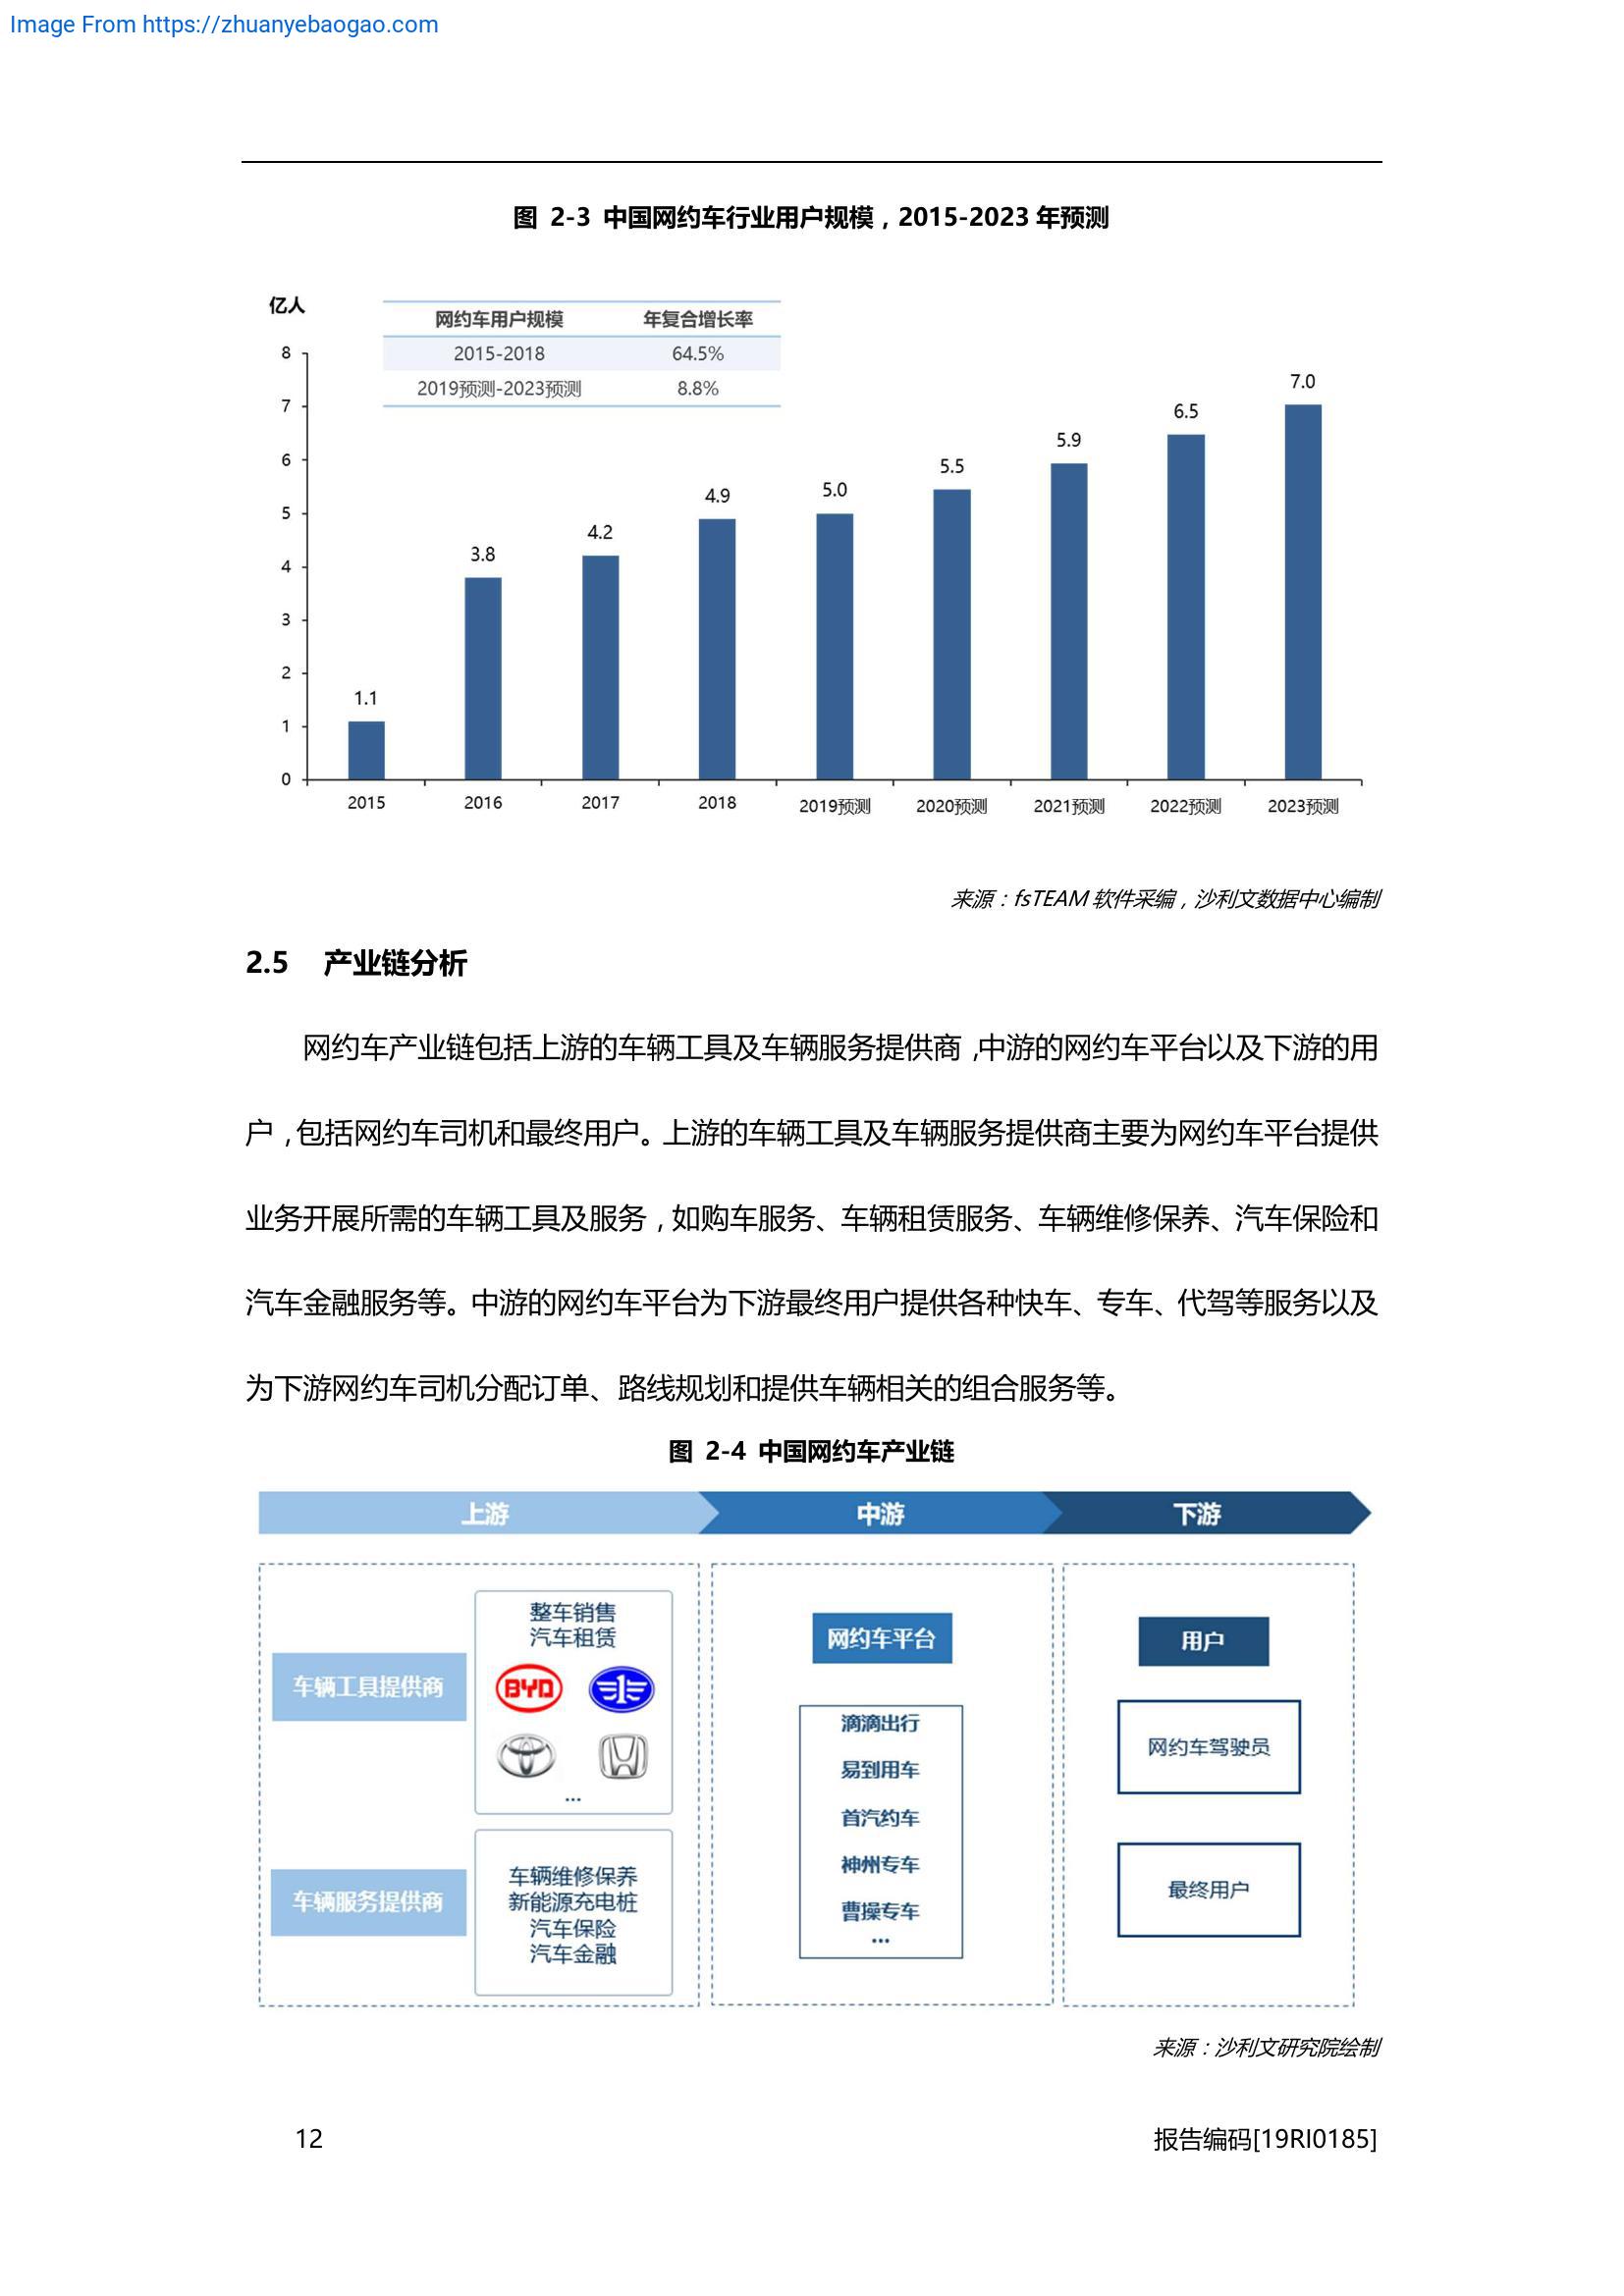 Image From https://zhuanyebaogao.com
图 2-3 中国网约车行业用户规模，2015-2023 年预测
亿人
网约车用户规模 年复合增长率
2015-2018 64.5%
2019预测-2023预测 8.8%
8
7
6
5
4
3
2
1
0
1.1
3.8
4.2
4.9
5.0
5.5
5.9
6.5
7.0
2015 2016 2017 2018 2019预测 2020预测 2021预测 2022预测 2023预测
来源：fsTEAM 软件采编，沙利文数据中心编制
2.5 产业链分析
网约车产业链包括上游的车辆工具及车辆服务提供商，中游的网约车平台以及下游的用
户，包括网约车司机和最终用户。上游的车辆工具及车辆服务提供商主要为网约车平台提供
业务开展所需的车辆工具及服务，如购车服务、车辆租赁服务、车辆维修保养、汽车保险和
汽车金融服务等。中游的网约车平台为下游最终用户提供各种快车、专车、代驾等服务以及
为下游网约车司机分配订单、路线规划和提供车辆相关的组合服务等。
图 2-4 中国网约车产业链
上游 中游 下游
车辆工具提供商
整车销售
汽车租赁
BYD
...
车辆服务提供商
车辆维修保养
新能源充电桩
汽车保险
汽车金融
网约车平台
滴滴出行
易到用车
首汽约车
神州专车
曹操专车
...
用户
网约车驾驶员
最终用户
来源：沙利文研究院绘制
12 报告编码[19RI0185]